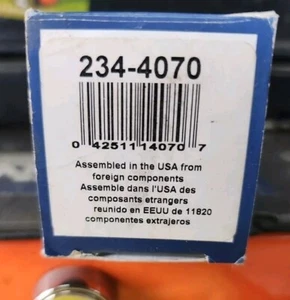 234-4070
0 42511 14070 7
Assembled in the USA from
foreign components
Assemble dans l'USA des
composants etrangers
reunido en EEUU de 11820
componentes extrajeros